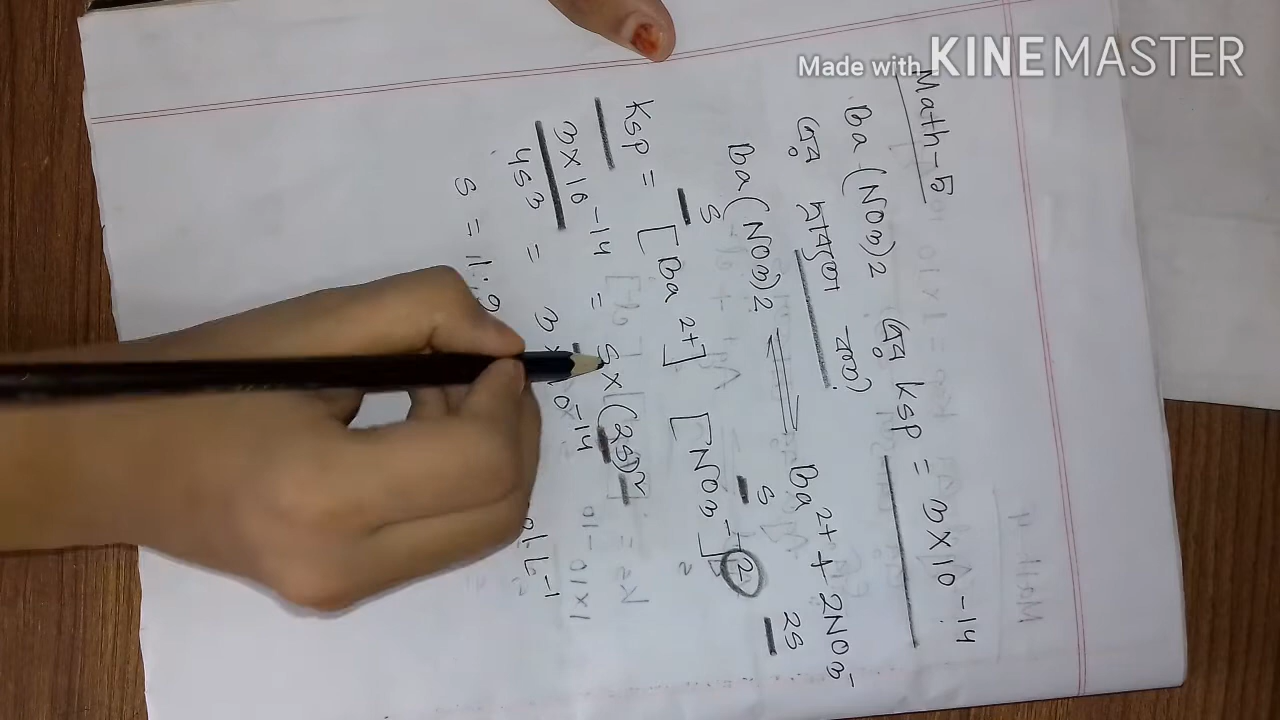 Made with KINEMASTER
Math-5
Ba(NO3)2 এর Ksp = 3×10^-14
এর দ্রাব্যতা কত?
Ba(NO3)2 ⇌ Ba2+ + 2NO3-
S S 2S
Ksp = [Ba2+] [NO3-]2
3×10-14 = S×(2S)2
4S3 = 3×10-14
S =